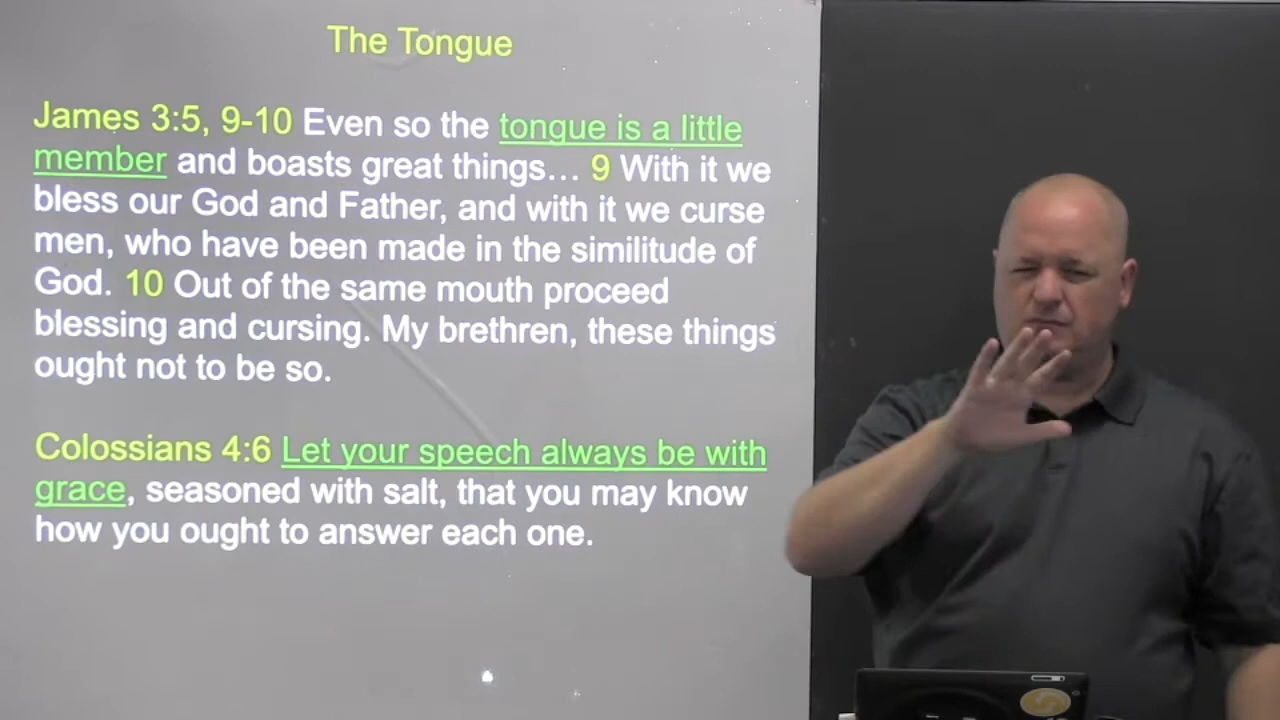 The Tongue
James 3:5, 9-10 Even so the tongue is a little
member and boasts great things… 9 With it we
bless our God and Father, and with it we curse
men, who have been made in the similitude of
God. 10 Out of the same mouth proceed
blessing and cursing. My brethren, these things
ought not to be so.
Colossians 4:6 Let your speech always be with
grace, seasoned with salt, that you may know
how you ought to answer each one.